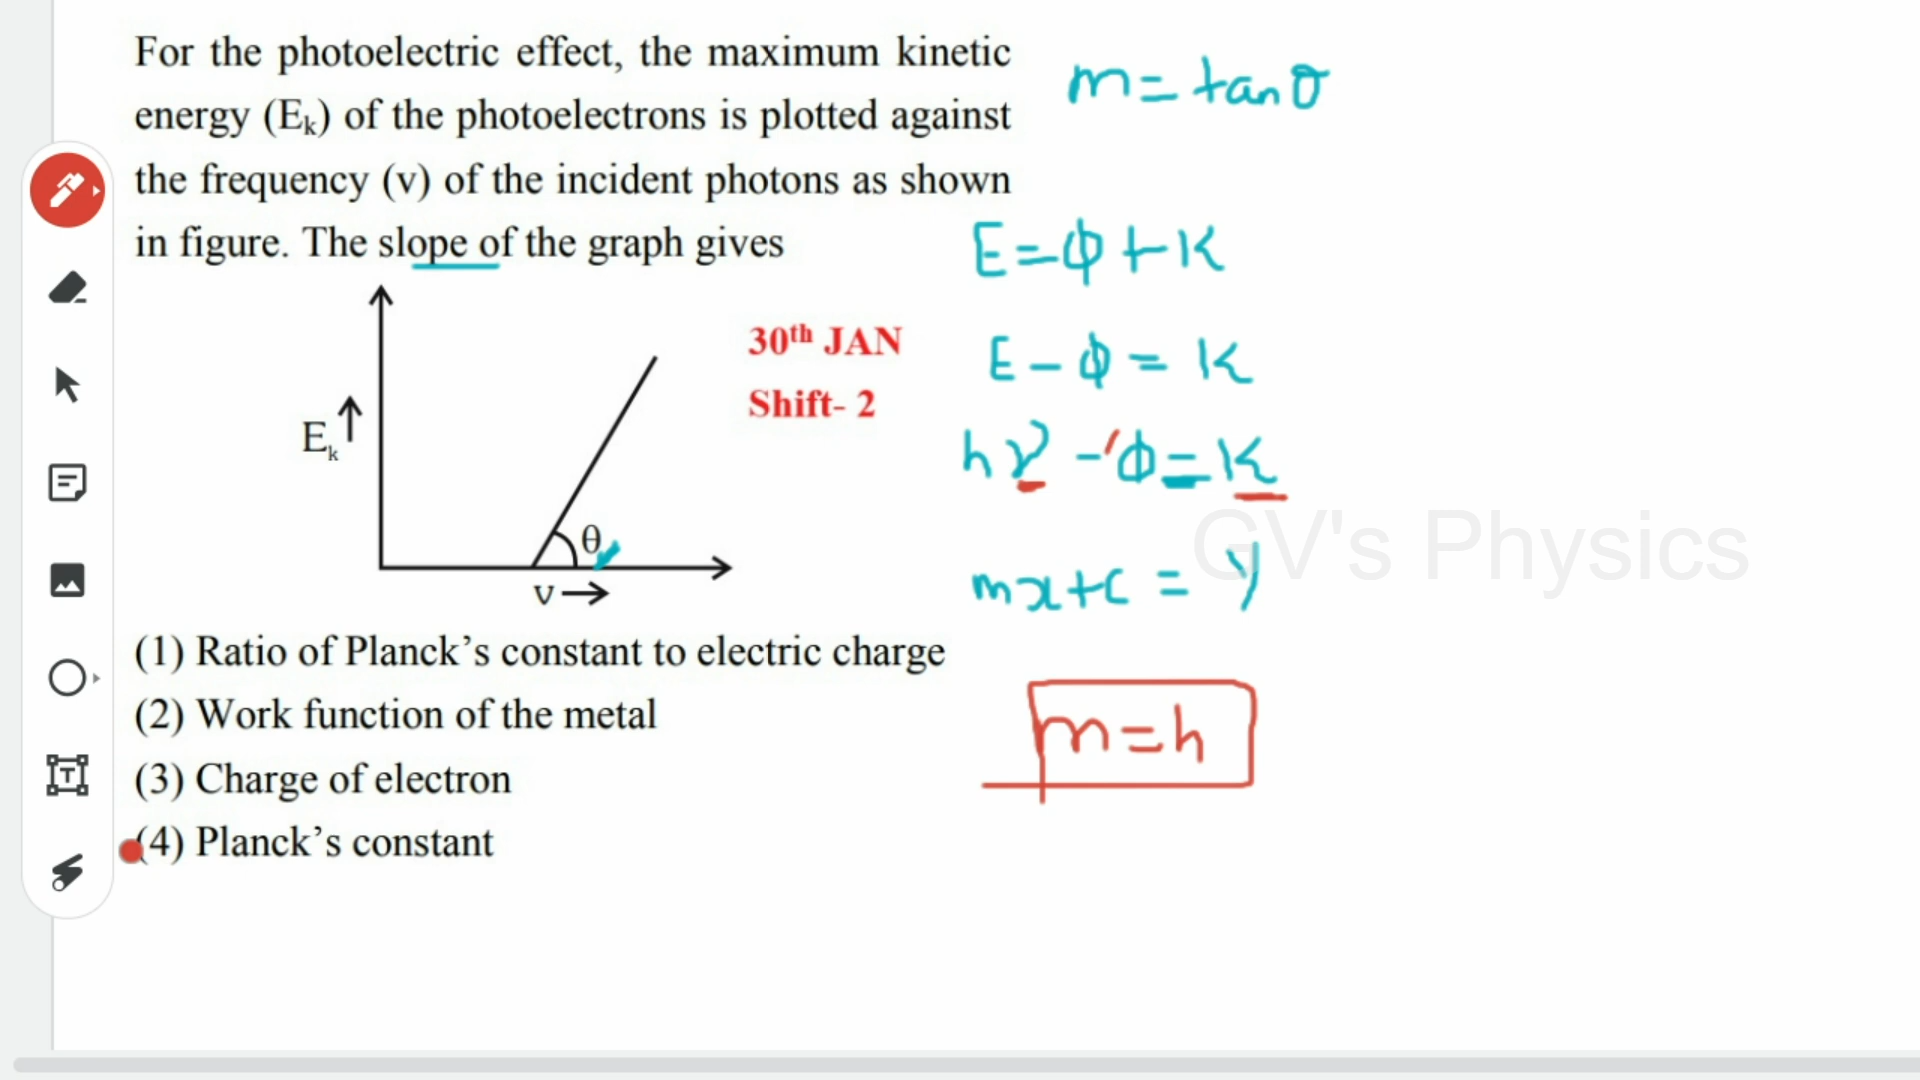 For the photoelectric effect, the maximum kinetic
energy (Eₖ) of the photoelectrons is plotted against
the frequency (v) of the incident photons as shown
in figure. The slope of the graph gives
Eₖ
θ
v
30ᵗʰ JAN
Shift- 2
(1) Ratio of Planck’s constant to electric charge
(2) Work function of the metal
(3) Charge of electron
(4) Planck’s constant
m = tan θ
E = ϕ + K
E - ϕ = K
hν - ϕ = K
mx + c = y
m = h
GV's Physics
T